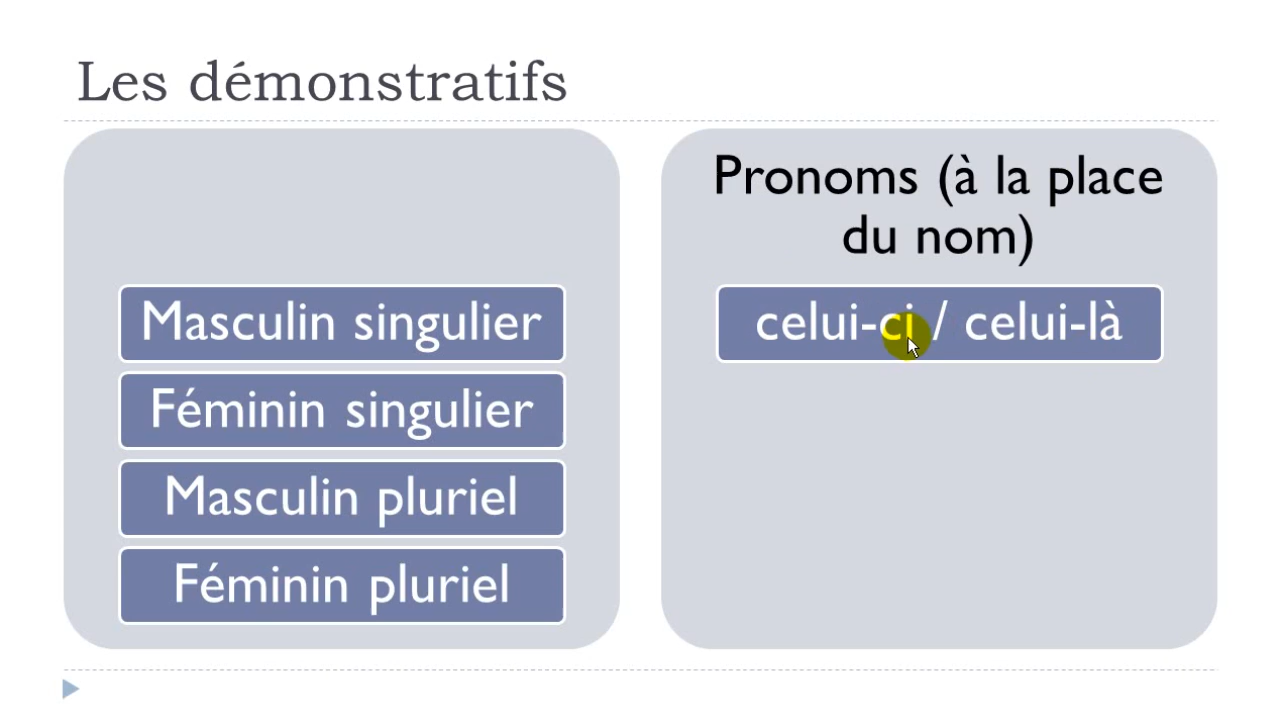 Les démonstratifs
Masculin singulier
Féminin singulier
Masculin pluriel
Féminin pluriel
Pronoms (à la place
du nom)
celui-ci / celui-là